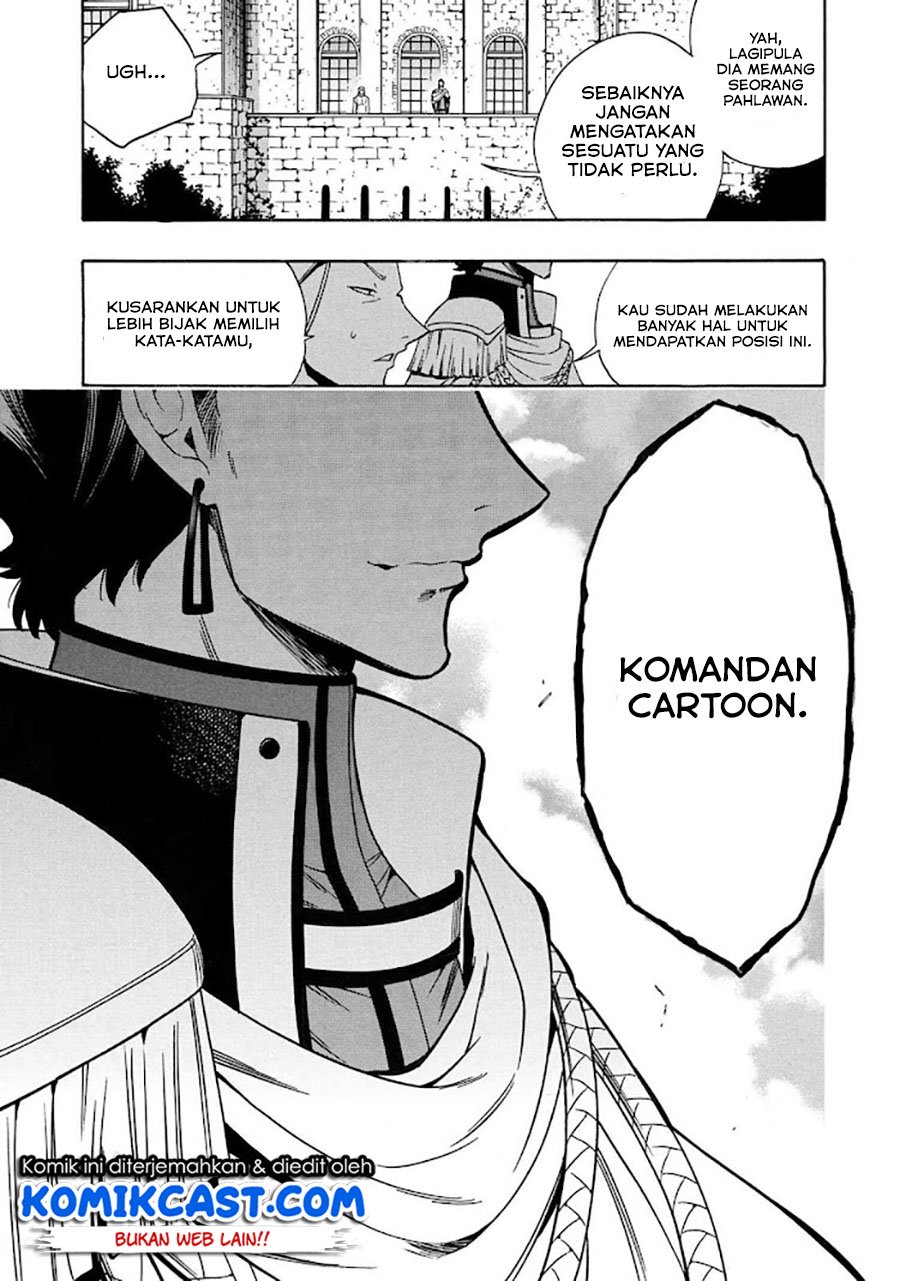 YAH,
LAGIPULA
DIA MEMANG
SEORANG
PAHLAWAN.
SEBAIKNYA
JANGAN
MENGATAKAN
SESUATU YANG
TIDAK PERLU.
UGH...
KAU SUDAH MELAKUKAN
BANYAK HAL UNTUK
MENDAPATKAN POSISI INI.
KUSARANKAN UNTUK
LEBIH BIJAK MEMILIH
KATA-KATAMU,
KOMANDAN
CARTOON.
Komik ini diterjemahkan & diedit oleh
KOMIKCAST.COM
BUKAN WEB LAIN!!